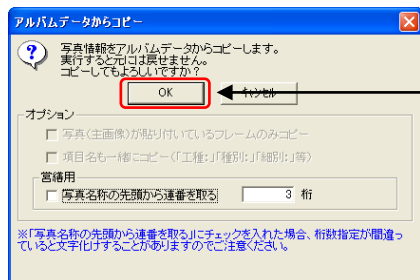 アルバムデータからコピー
写真情報をアルバムデータからコピーします。
実行すると元には戻せません。
コピーしてもよろしいですか?
OK
キャンセル
オプション
写真(主画像)が貼り付いているフレームのみコピー
項目名も一緒にコピー(「工種:」「種別:」「細別:」等)
営繕用
写真名称の先頭から連番を取る 3 桁
※「写真名称の先頭から連番を取る」にチェックを入れた場合、桁数指定が間違っ
ていると文字化けすることがありますのでご注意ください。